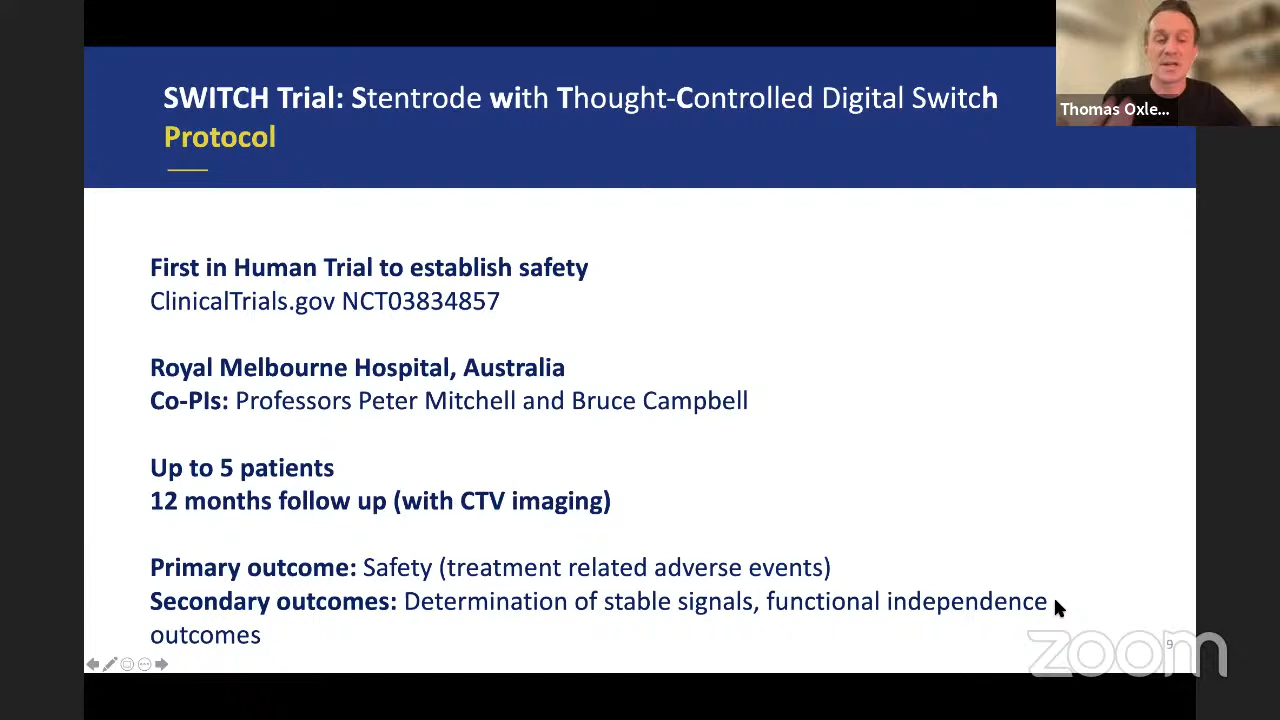 SWITCH Trial: Stentrode with Thought-Controlled Digital Switch
Protocol
Thomas Oxle...
First in Human Trial to establish safety
ClinicalTrials.gov NCT03834857
Royal Melbourne Hospital, Australia
Co-PIs: Professors Peter Mitchell and Bruce Campbell
Up to 5 patients
12 months follow up (with CTV imaging)
Primary outcome: Safety (treatment related adverse events)
Secondary outcomes: Determination of stable signals, functional independence
outcomes
9
zoom